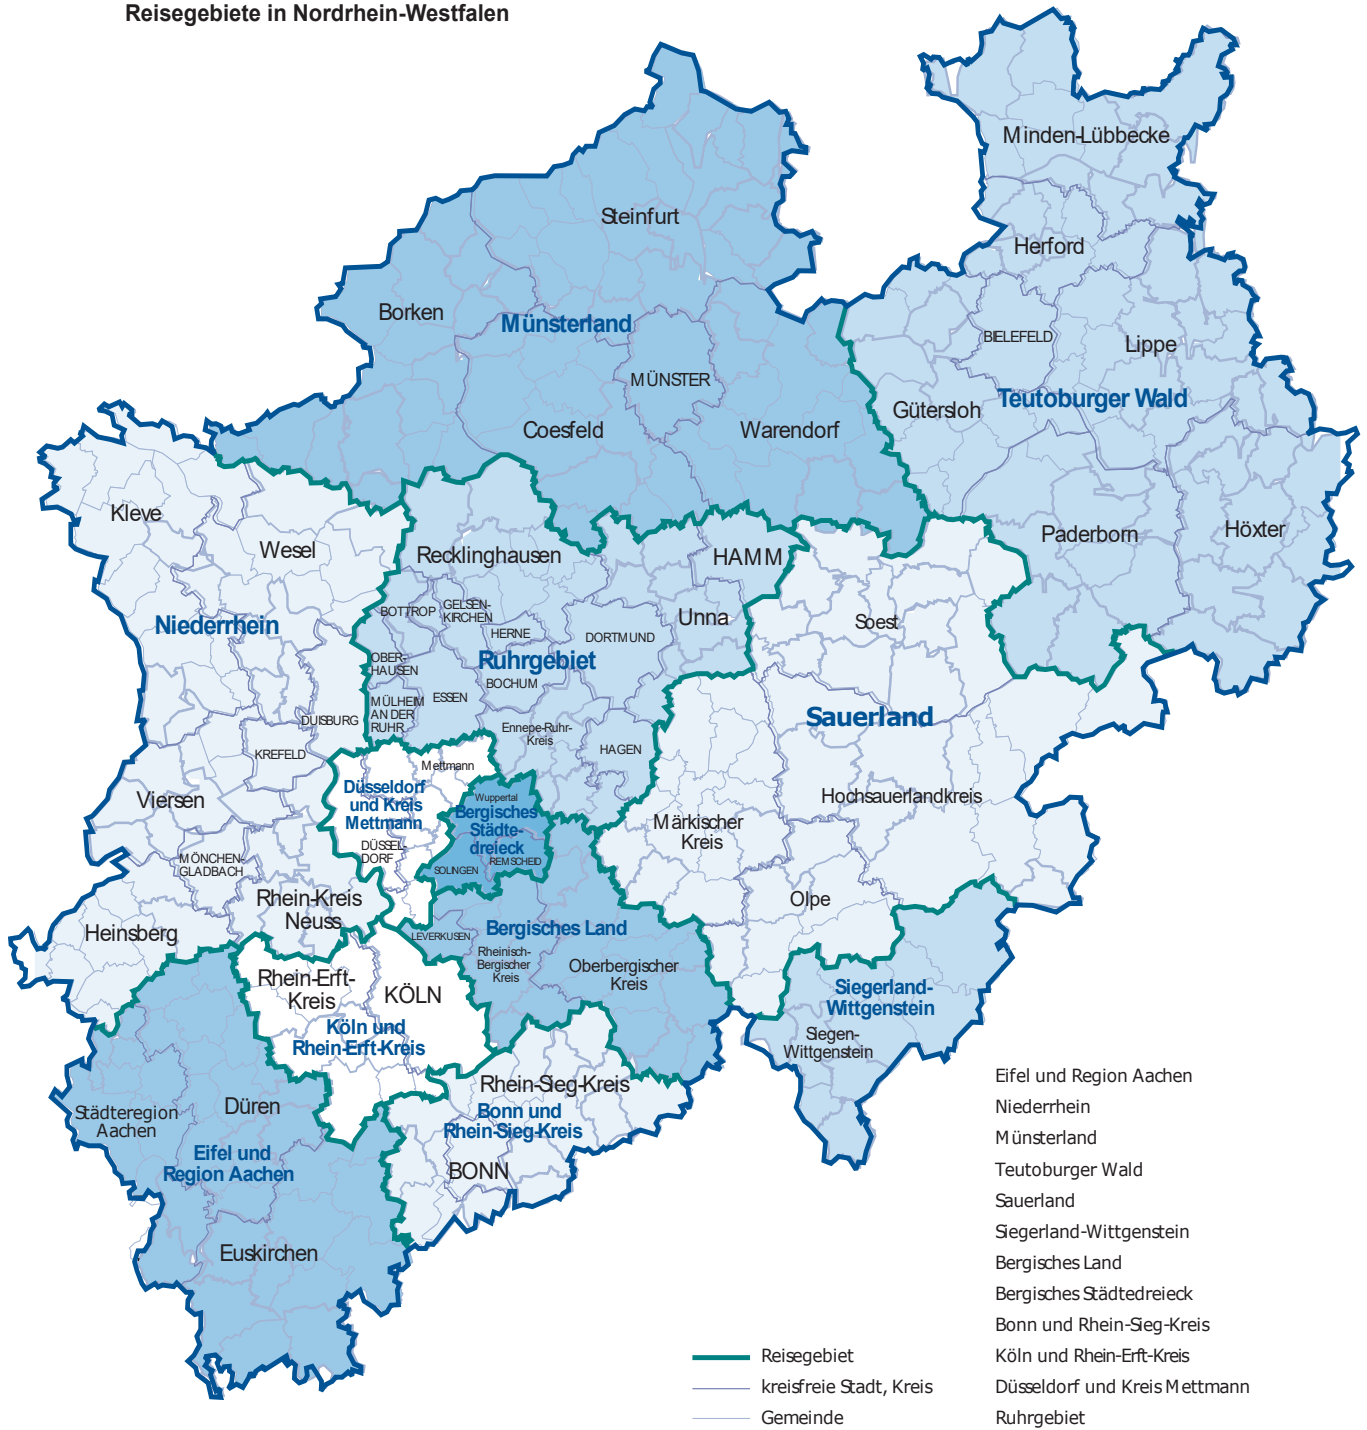 Reisegebiete in Nordrhein-Westfalen
Minden-Lübbecke
Steinfurt
Herford
Borken
Münsterland
BIELEFELD
Lippe
MÜNSTER
Teutoburger Wald
Gütersloh
Coesfeld
Warendorf
Kleve
Wesel
Recklinghausen
HAMM
Paderborn
Höxter
Niederrhein
BOTTROP
GELSEN-
KIRCHEN
HERNE
DORTMUND
Unna
Soest
OBER-
HAUSEN
Ruhrgebiet
BOCHUM
ESSEN
MÜLHEIM
AN DER
RUHR
DUISBURG
Ennepe-Ruhr-
Kreis
HAGEN
Sauerland
KREFELD
Mettmann
Düsseldorf
und Kreis
Mettmann
Viersen
Wuppertal
Bergisches
Städte-
dreieck
Hochsauerlandkreis
Märkischer
Kreis
DÜSSEL-
DORF
MÖNCHEN-
GLADBACH
SOLINGEN
REMSCHEID
Rhein-Kreis
Neuss
Olpe
Heinsberg
LEVERKUSEN
Bergisches Land
Rheinisch-
Bergischer
Kreis
Oberbergischer
Kreis
Rhein-Erft-
Kreis
KÖLN
Siegerland-
Wittgenstein
Köln und
Rhein-Erft-Kreis
Siegen-
Wittgenstein
Rhein-Sieg-Kreis
Bonn und
Rhein-Sieg-Kreis
Städteregion
Aachen
Düren
Eifel und
Region Aachen
BONN
Euskirchen
Eifel und Region Aachen
Niederrhein
Münsterland
Teutoburger Wald
Sauerland
Siegerland-Wittgenstein
Bergisches Land
Bergisches Städtedreieck
Bonn und Rhein-Sieg-Kreis
Köln und Rhein-Erft-Kreis
Düsseldorf und Kreis Mettmann
Ruhrgebiet
Reisegebiet
kreisfreie Stadt, Kreis
Gemeinde